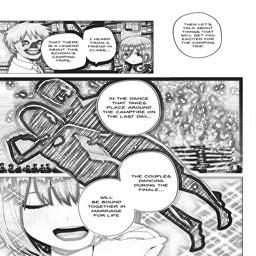 THEN LET'S
TALK ABOUT
THINGS THAT
WILL GET YOU
EXCITED FOR
THE CAMPING
TRIP.
I HEARD
FROM A
FRIEND IN
CLASS...
THAT THERE
IS A LEGEND
ABOUT THIS
SCHOOL'S
CAMPING
TRIPS.
IN THE DANCE
THAT TAKES
PLACE AROUND
THE CAMPFIRE ON
THE LAST DAY...
THE COUPLES
DANCING
DURING THE
FINALE...
WILL
BE BOUND
TOGETHER IN
MARRIAGE
FOR LIFE